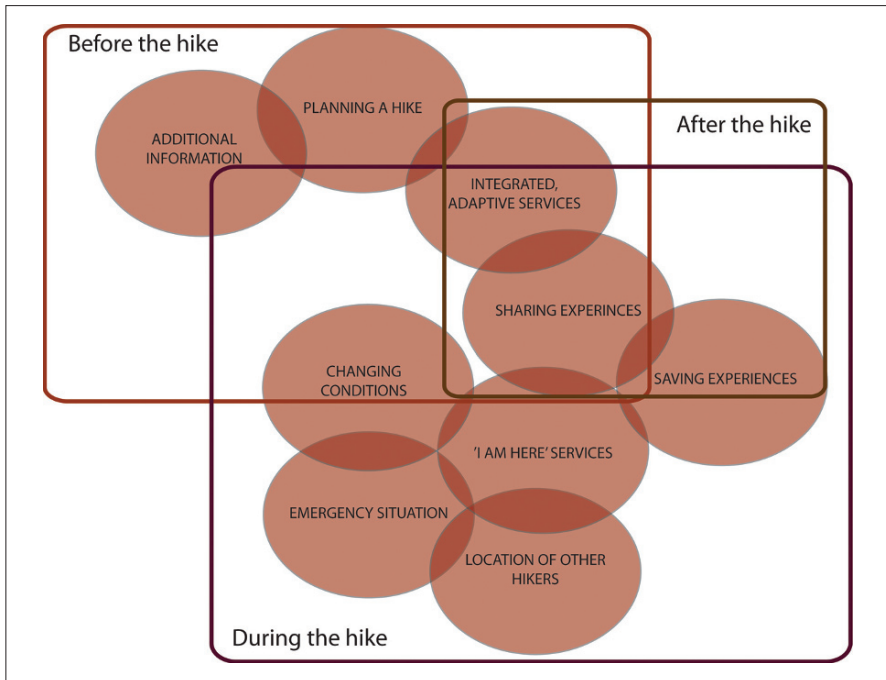 Before the hike
PLANNING A HIKE
ADDITIONAL
INFORMATION
After the hike
INTEGRATED,
ADAPTIVE SERVICES
SHARING EXPERINCES
CHANGING
CONDITIONS
SAVING EXPERIENCES
'I AM HERE' SERVICES
EMERGENCY SITUATION
LOCATION OF OTHER
HIKERS
During the hike